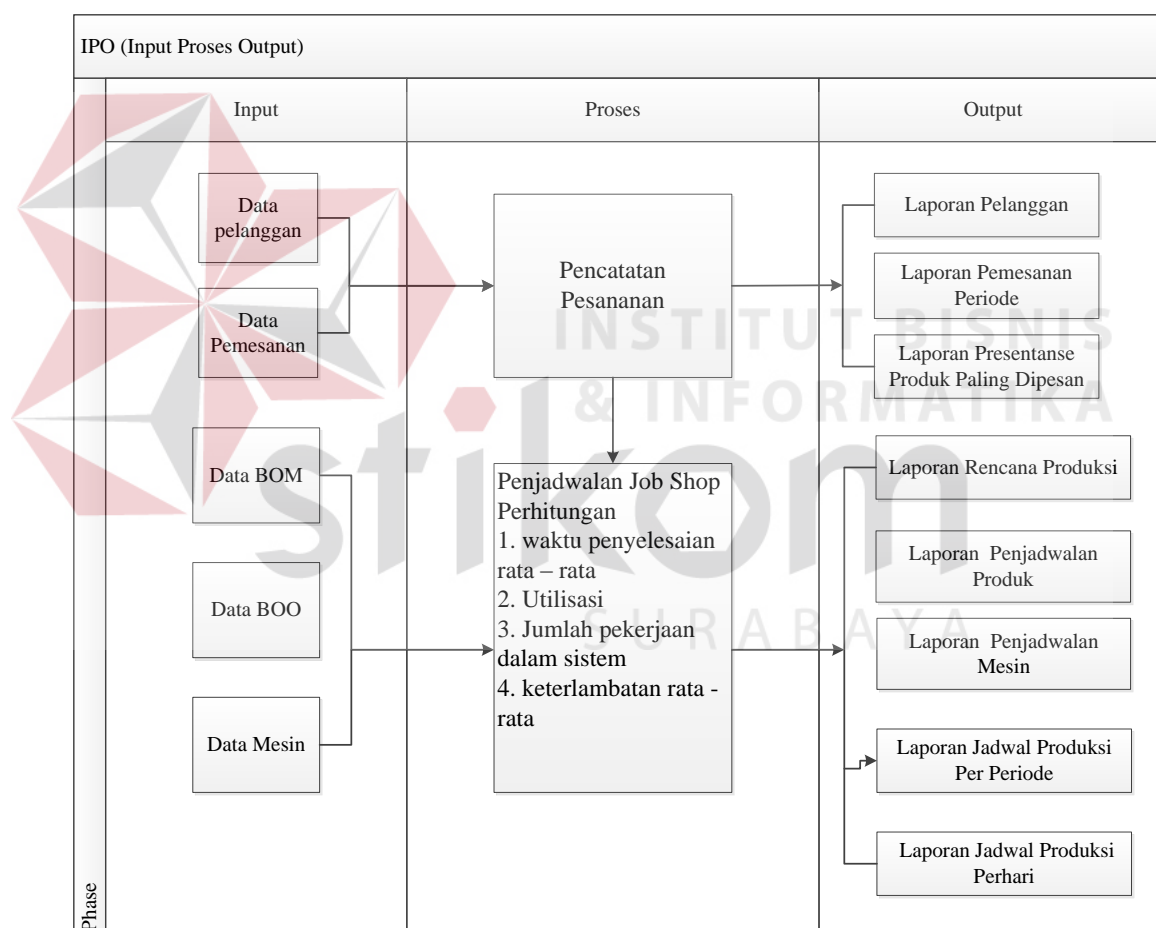 IPO (Input Proses Output)
Input
Proses
Output
Data
pelanggan
Data
Pemesanan
Data BOM
Data BOO
Data Mesin
Pencatatan
Pesananan
Penjadwalan Job Shop
Perhitungan
1. waktu penyelesaian
rata – rata
2. Utilisasi
3. Jumlah pekerjaan
dalam sistem
4. keterlambatan rata -
rata
Laporan Pelanggan
Laporan Pemesanan
Periode
Laporan Presentanse
Produk Paling Dipesan
Laporan Rencana Produksi
Laporan Penjadwalan
Produk
Laporan Penjadwalan
Mesin
Laporan Jadwal Produksi
Per Periode
Laporan Jadwal Produksi
Perhari
Phase
INSTITUT BISNIS
& INFORMATIKA
stikom
SURABAYA